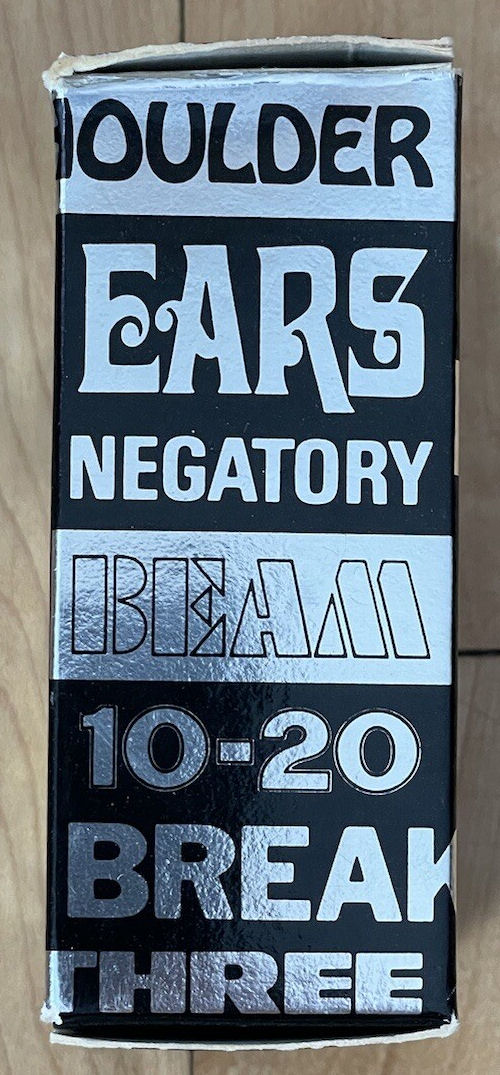 OULDER
EARS
NEGATORY
BEAM
10-20
BREAK
THREE